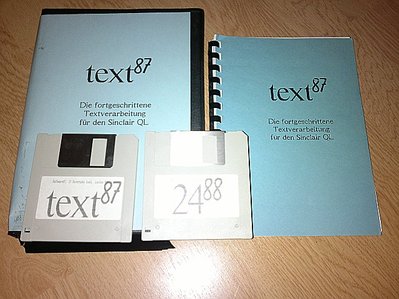 text87
Die fortgeschrittene
Textverarbeitung
für den Sinclair QL
text87
Die fortgeschrittene
Textverarbeitung
für den Sinclair QL
text87
2488